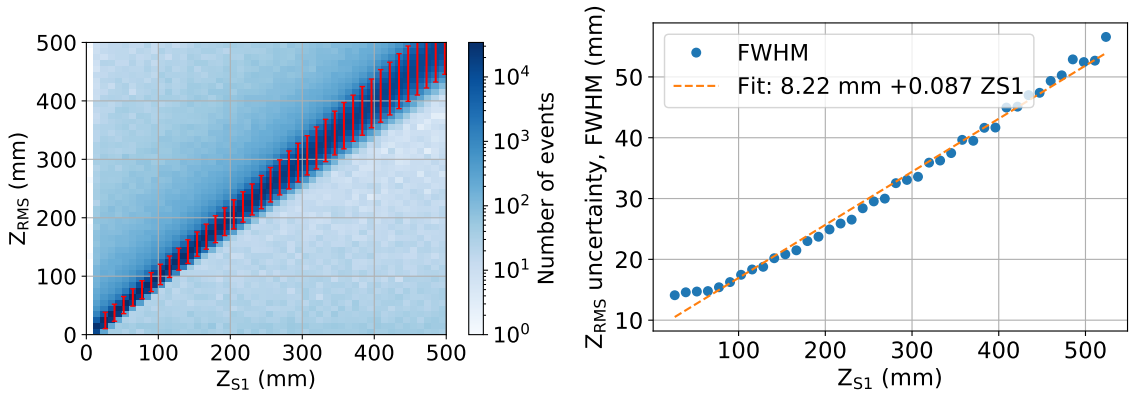 500
400
300
200
100
0
Z_RMS (mm)
0 100 200 300 400 500
Z_S1 (mm)
10^4
10^3
10^2
10^1
10^0
Number of events
50
40
30
20
10
Z_RMS uncertainty, FWHM (mm)
FWHM
Fit: 8.22 mm +0.087 ZS1
100 200 300 400 500
Z_S1 (mm)